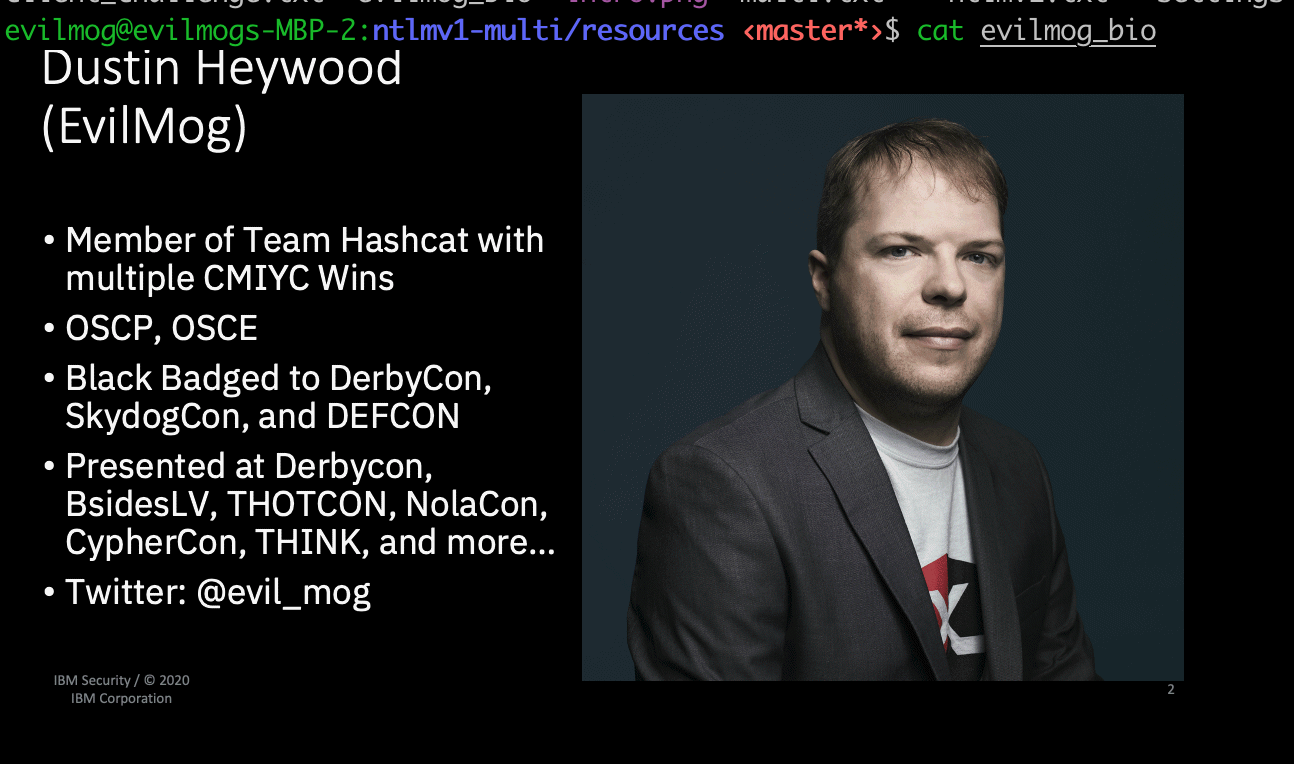 evilmog@evilmogs-MBP-2:ntlmv1-multi/resources <master*>$ cat evilmog_bio
Dustin Heywood
(EvilMog)
• Member of Team Hashcat with
multiple CMIYC Wins
• OSCP, OSCE
• Black Badged to DerbyCon,
SkydogCon, and DEFCON
• Presented at Derbycon,
BsidesLV, THOTCON, NolaCon,
CypherCon, THINK, and more...
• Twitter: @evil_mog
IBM Security / © 2020
IBM Corporation
2